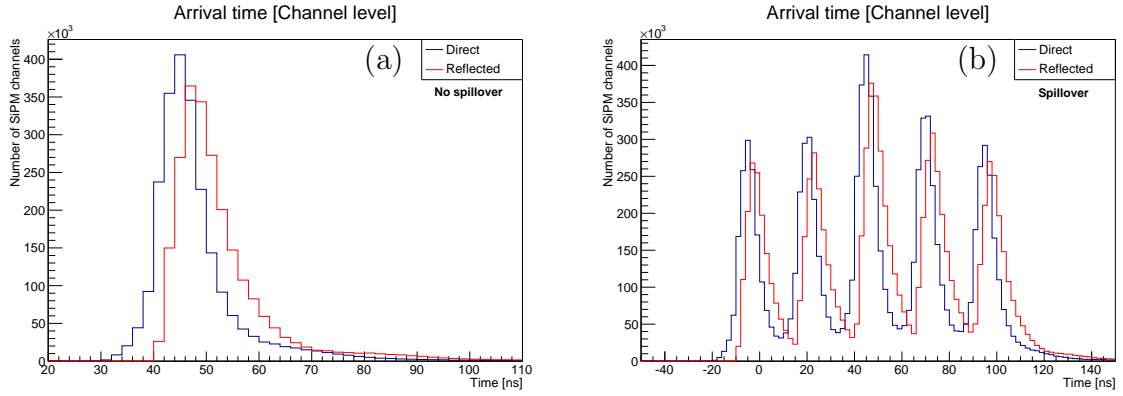 Arrival time [Channel level]
×10³
Number of SiPM channels
400
350
300
250
200
150
100
50
0
20 30 40 50 60 70 80 90 100 110
Time [ns]
(a)
Direct
Reflected
No spillover
Arrival time [Channel level]
×10³
Number of SiPM channels
400
350
300
250
200
150
100
50
0
−40 −20 0 20 40 60 80 100 120 140
Time [ns]
(b)
Direct
Reflected
Spillover